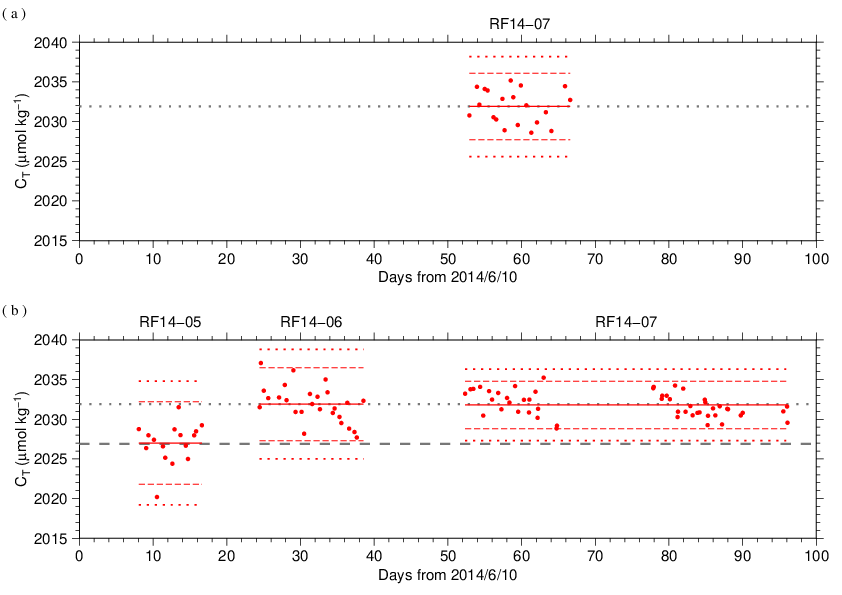 ( a )
RF14−07
2040
2035
2030
2025
2020
2015
C_T (μmol kg⁻¹)
0 10 20 30 40 50 60 70 80 90 100
Days from 2014/6/10
( b )
RF14−05 RF14−06 RF14−07
2040
2035
2030
2025
2020
2015
C_T (μmol kg⁻¹)
0 10 20 30 40 50 60 70 80 90 100
Days from 2014/6/10